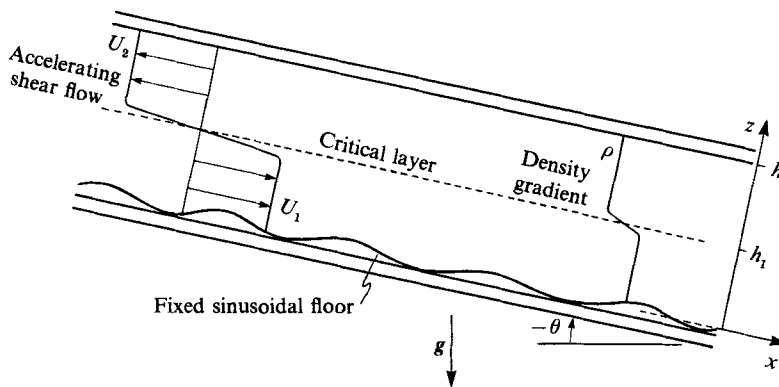 U₂
Accelerating
shear flow
Critical layer
ρ
Density
gradient
z
h
U₁
h₁
Fixed sinusoidal floor
g
−θ
x